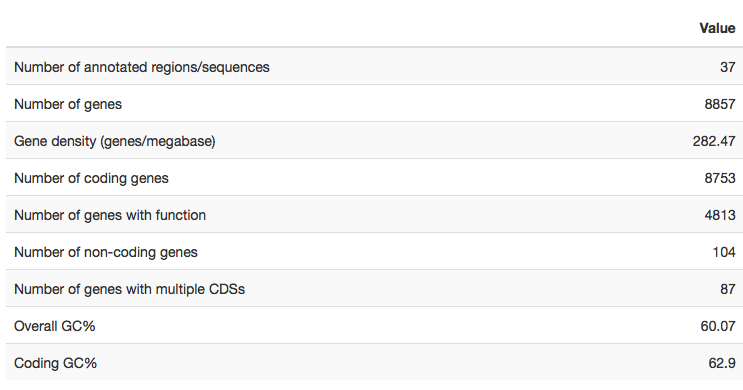 Value
Number of annotated regions/sequences 37
Number of genes 8857
Gene density (genes/megabase) 282.47
Number of coding genes 8753
Number of genes with function 4813
Number of non-coding genes 104
Number of genes with multiple CDSs 87
Overall GC% 60.07
Coding GC% 62.9